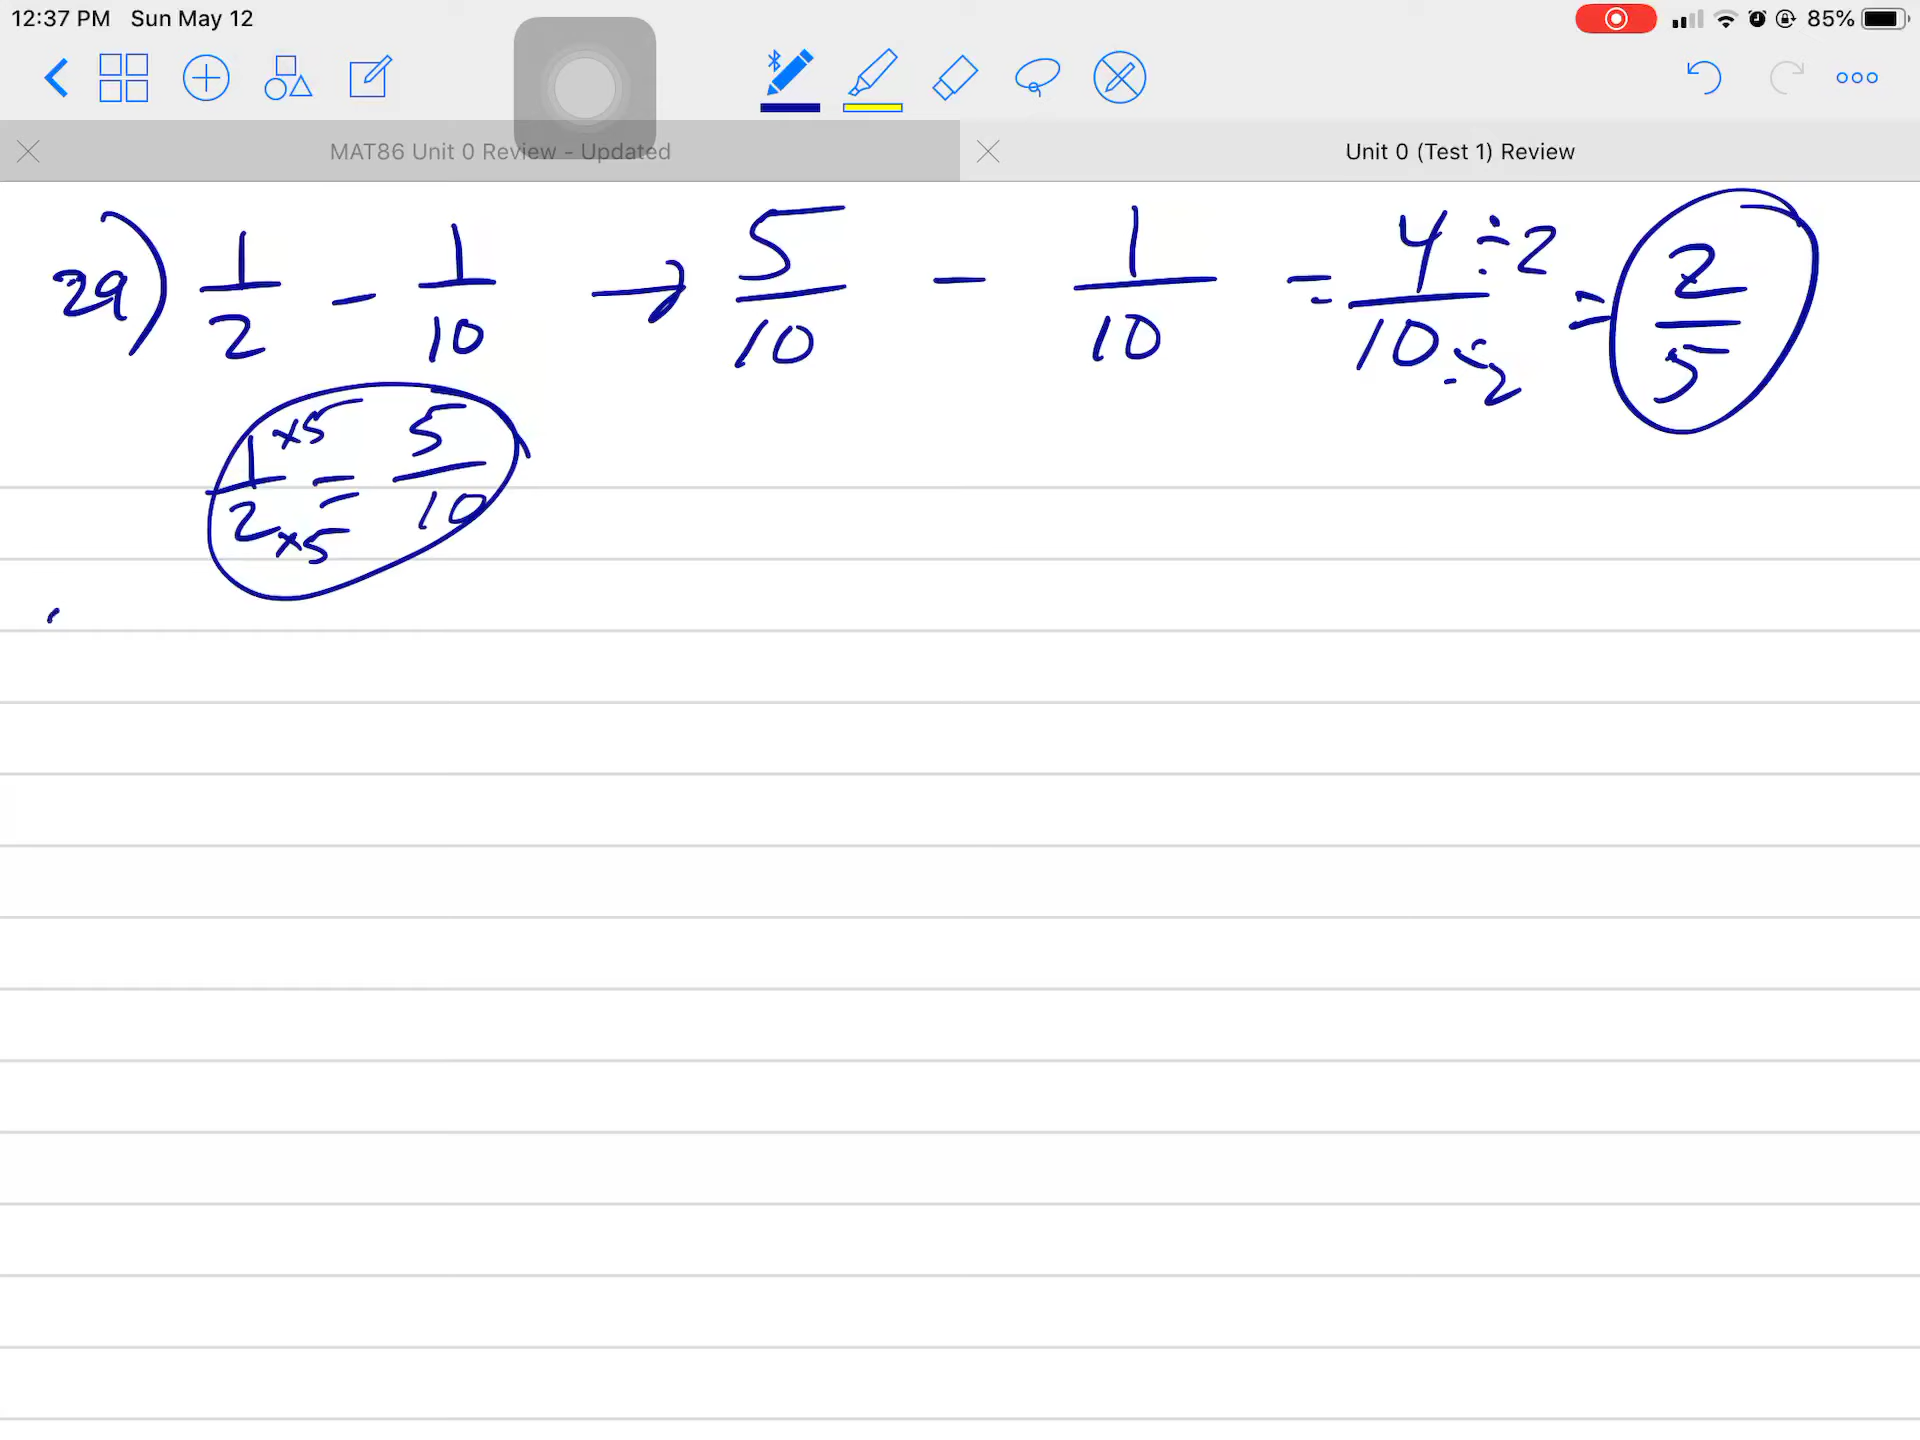 12:37 PM Sun May 12 85%
MAT86 Unit 0 Review - Updated Unit 0 (Test 1) Review
29) 1/2 - 1/10 → 5/10 - 1/10 = 4÷2/10÷2 = 2/5
1×5/2×5 = 5/10